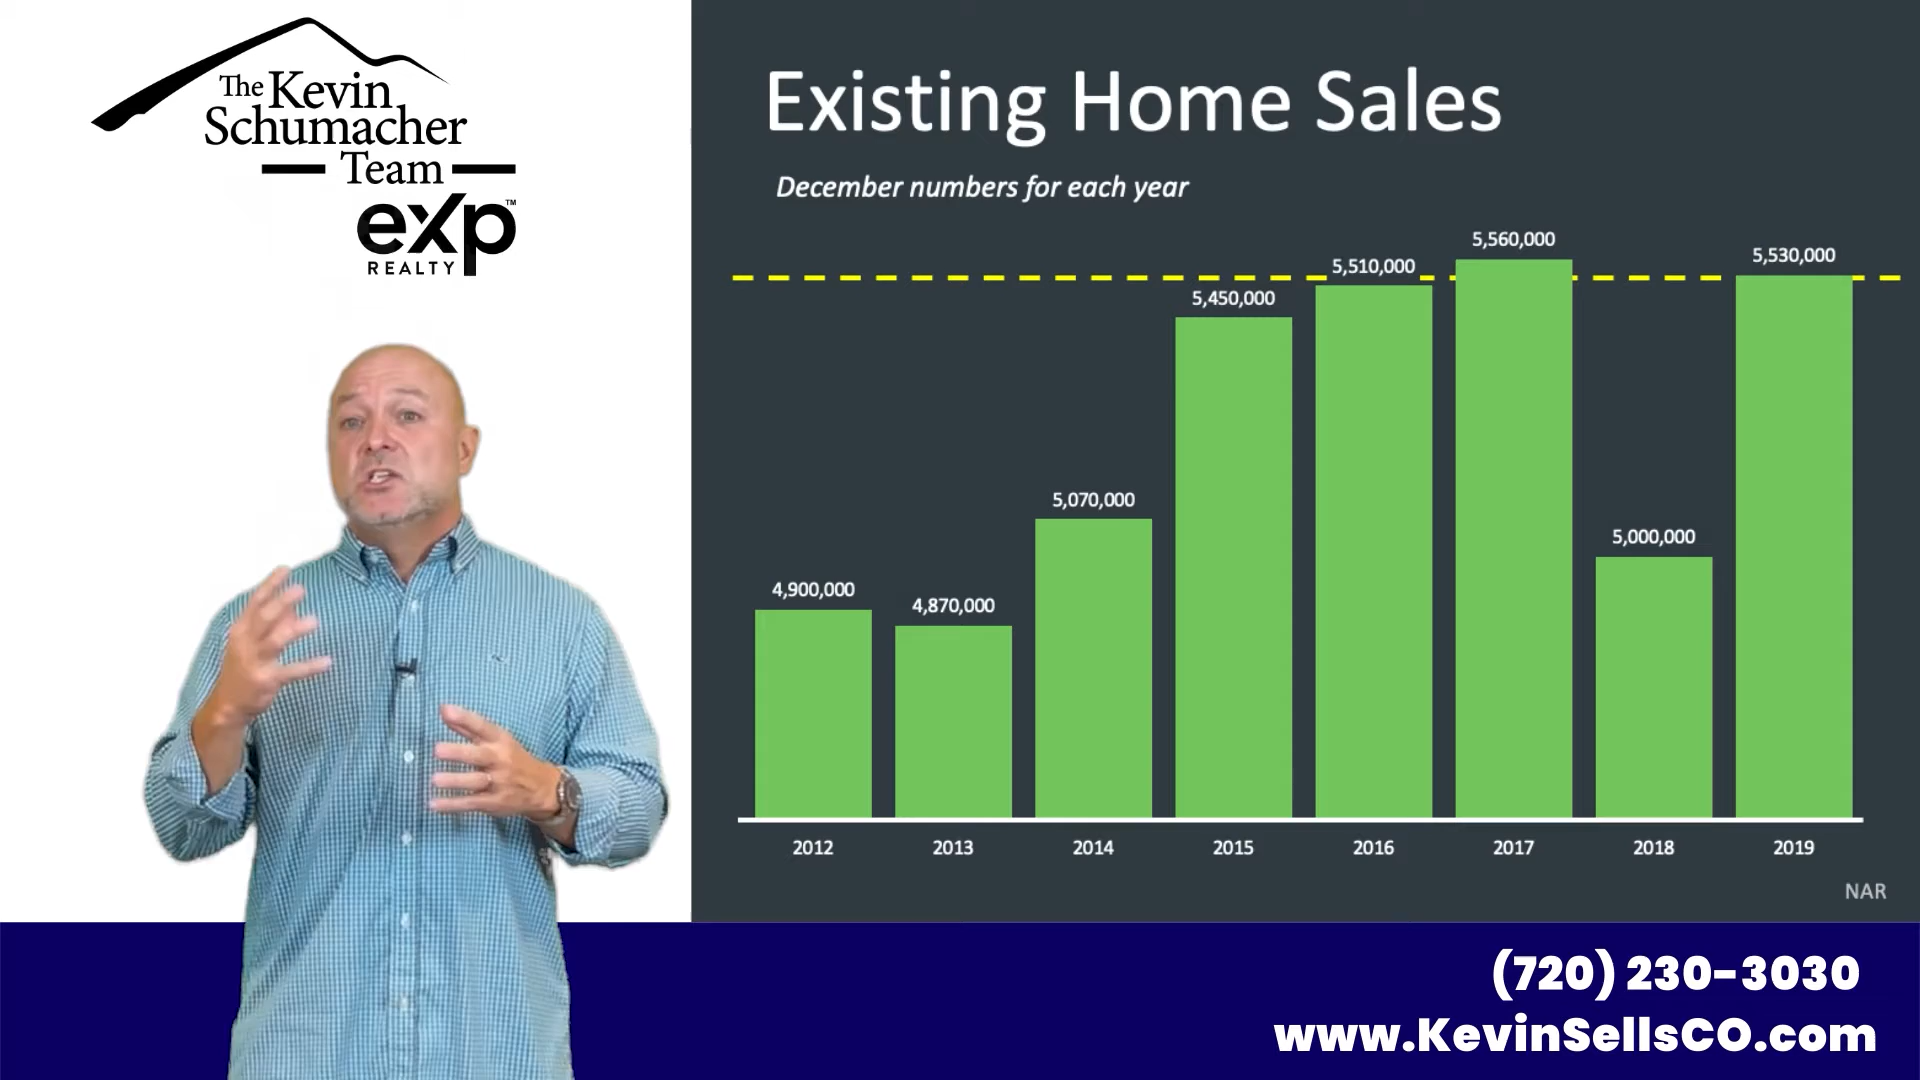 The Kevin
Schumacher
Team
eXp™
REALTY
Existing Home Sales
December numbers for each year
4,900,000
4,870,000
5,070,000
5,450,000
5,510,000
5,560,000
5,000,000
5,530,000
2012 2013 2014 2015 2016 2017 2018 2019
NAR
(720) 230-3030
www.KevinSellsCO.com